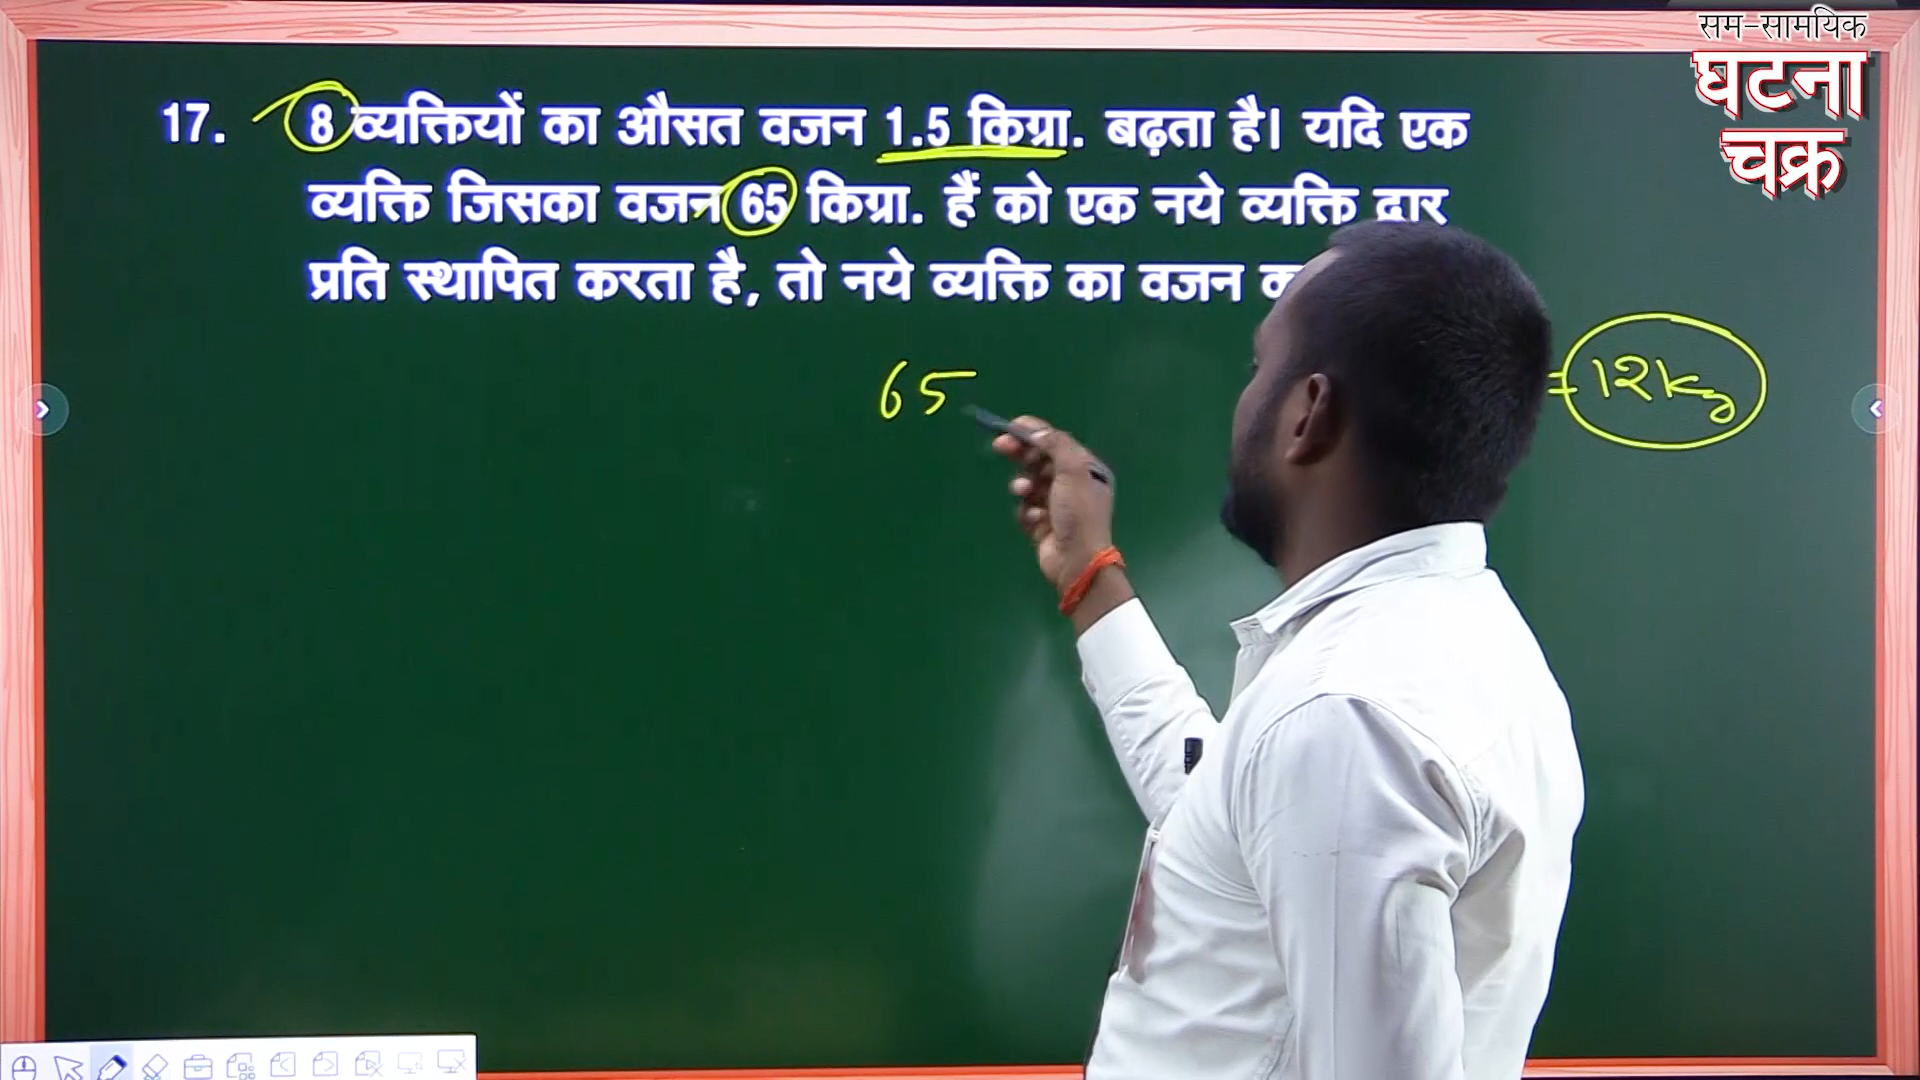 सम-सामयिक
घटना
चक्र
17. 8 व्यक्तियों का औसत वजन 1.5 किग्रा. बढ़ता है। यदि एक
व्यक्ति जिसका वजन 65 किग्रा. हैं को एक नये व्यक्ति द्वार
प्रति स्थापित करता है, तो नये व्यक्ति का वजन
65
= 12kg